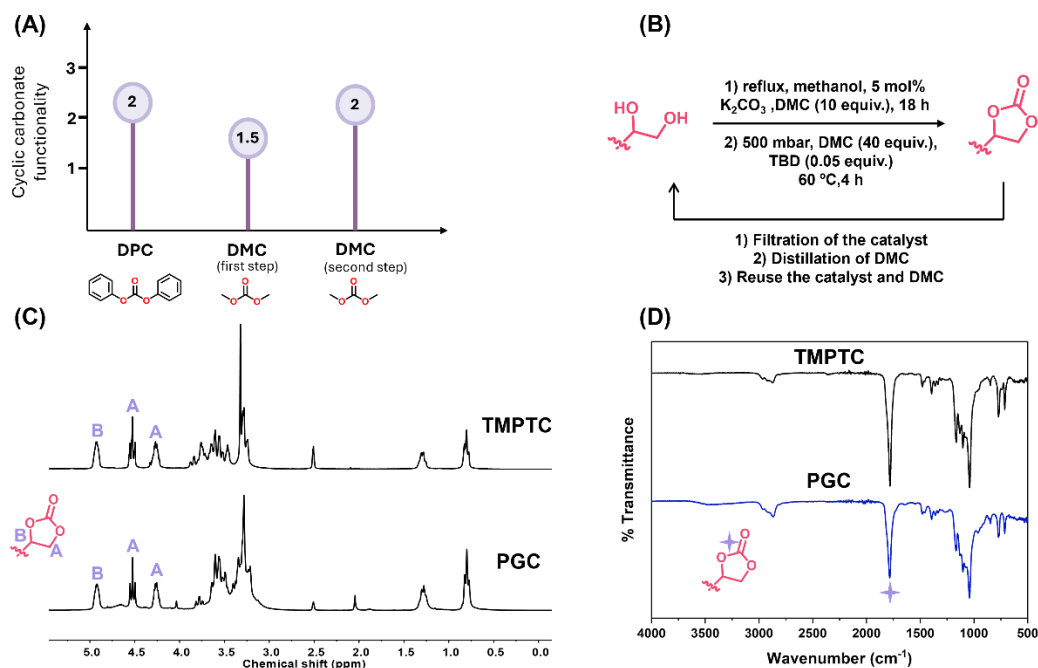 (A)
Cyclic carbonate
functionality
3
2
1
2
1.5
2
DPC
DMC
(first step)
DMC
(second step)
O
O
O
O
O
O
O
O
O
(B)
HO
OH
1) reflux, methanol, 5 mol%
K₂CO₃ ,DMC (10 equiv.), 18 h
2) 500 mbar, DMC (40 equiv.),
TBD (0.05 equiv.)
60 ºC,4 h
O
O
O
1) Filtration of the catalyst
2) Distillation of DMC
3) Reuse the catalyst and DMC
(C)
B
A
A
TMPTC
O
O
O
B
A
B
A
A
PGC
5.0 4.5 4.0 3.5 3.0 2.5 2.0 1.5 1.0 0.5 0.0
Chemical shift (ppm)
(D)
% Transmittance
TMPTC
PGC
O
O
O
4000 3500 3000 2500 2000 1500 1000 500
Wavenumber (cm⁻¹)